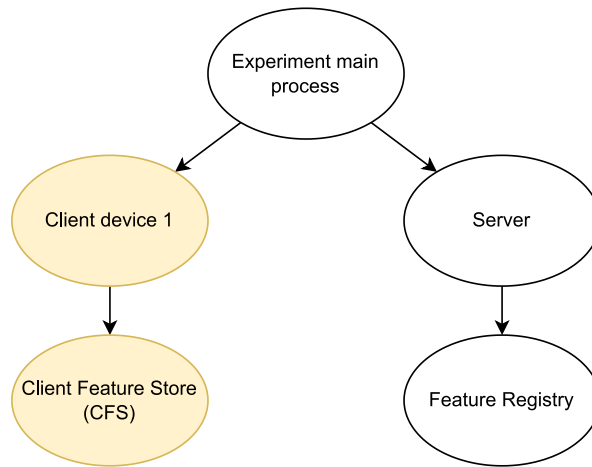 Experiment main
process
Client device 1
Server
Client Feature Store
(CFS)
Feature Registry